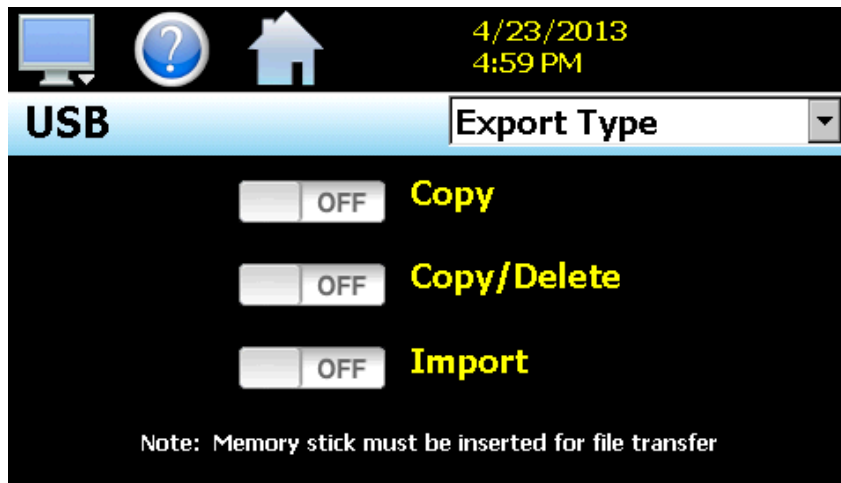 ?
4/23/2013
4:59 PM
USB
Export Type
OFF Copy
OFF Copy/Delete
OFF Import
Note: Memory stick must be inserted for file transfer